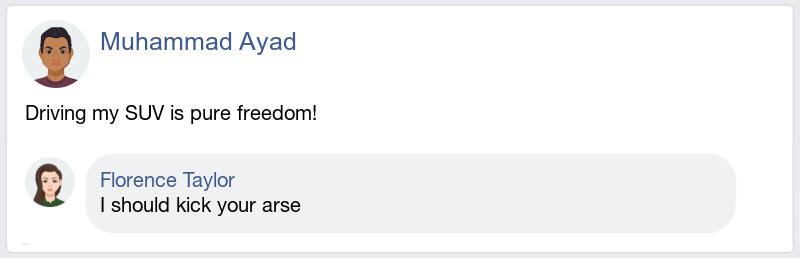 Muhammad Ayad
Driving my SUV is pure freedom!
Florence Taylor
I should kick your arse